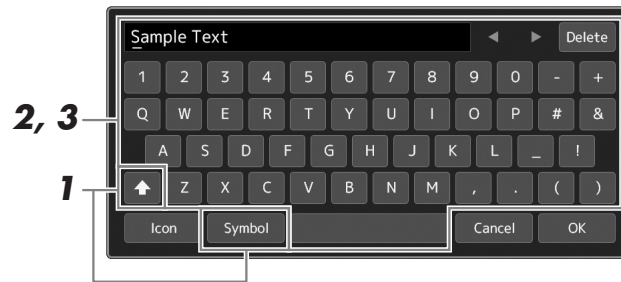 Sample Text Delete
1 2 3 4 5 6 7 8 9 0 - +
Q W E R T Y U I O P # &
2, 3
A S D F G H J K L _ !
1
Z X C V B N M , . ( )
Icon Symbol Cancel OK